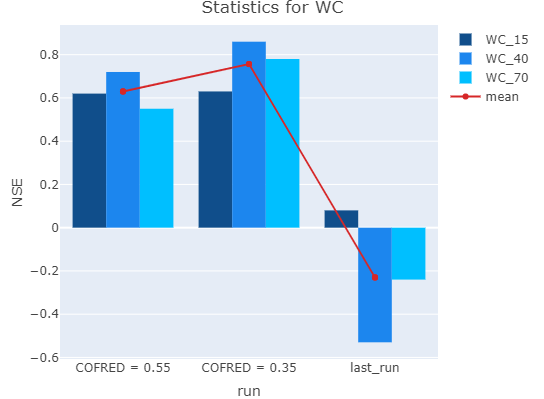 Statistics for WC
WC_15
WC_40
WC_70
mean
NSE
0.8
0.6
0.4
0.2
0
−0.2
−0.4
−0.6
COFRED = 0.55
COFRED = 0.35
last_run
run